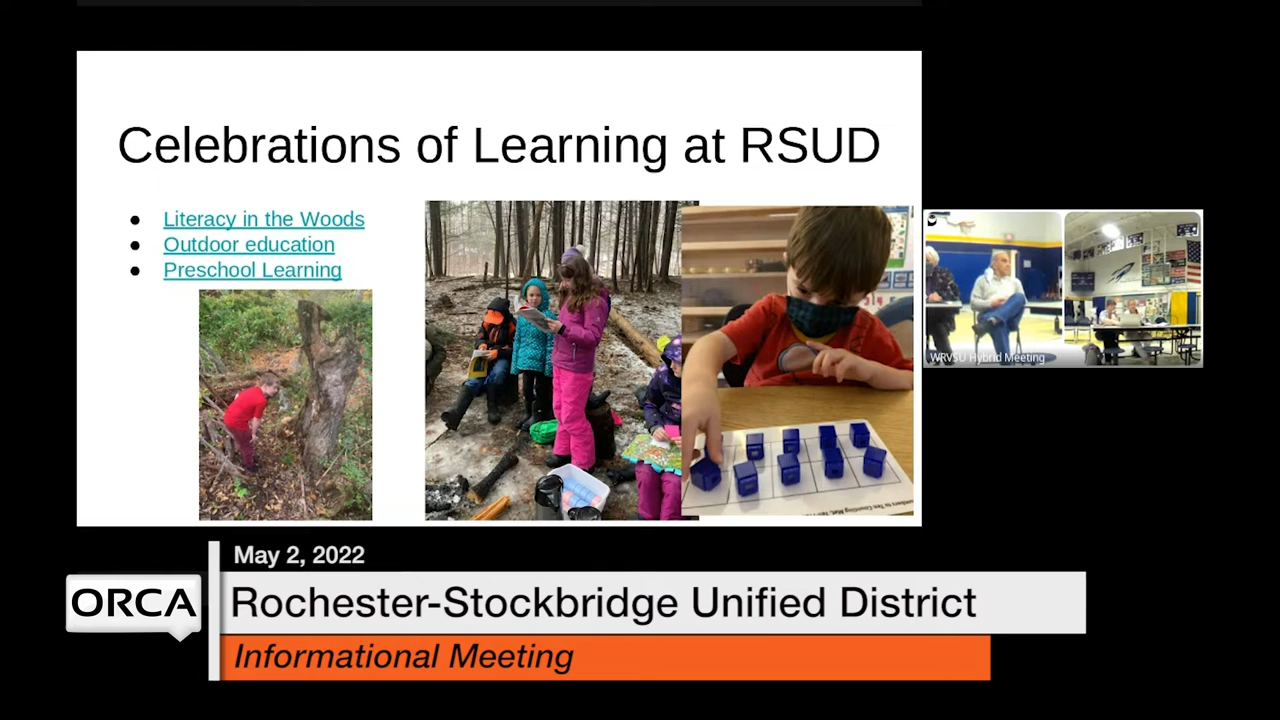 Celebrations of Learning at RSUD
● Literacy in the Woods
● Outdoor education
● Preschool Learning
WRVSU Hybrid Meeting
May 2, 2022
ORCA
Rochester-Stockbridge Unified District
Informational Meeting